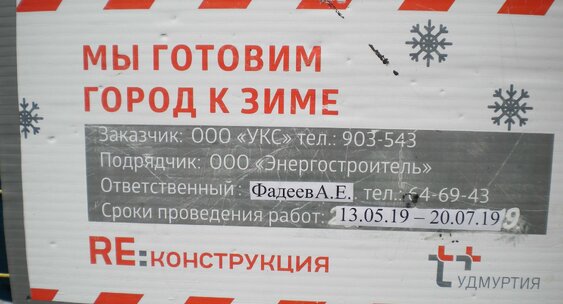 МЫ ГОТОВИМ
ГОРОД К ЗИМЕ
Заказчик: ООО «УКС» тел.: 903-543
Подрядчик: ООО «Энергостроитель»
Ответственный: Фадеев А.Е. тел.: 64-69-43
Сроки проведения работ: 13.05.19 – 20.07.19
RE:КОНСТРУКЦИЯ
УДМУРТИЯ